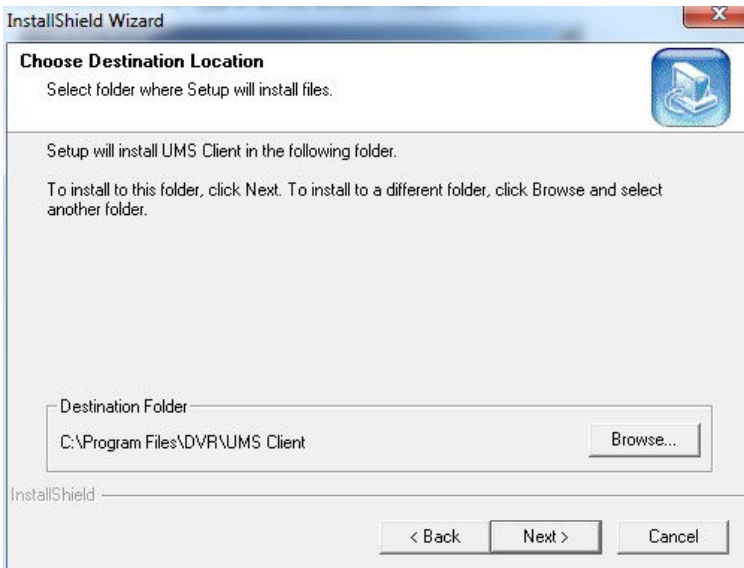 InstallShield Wizard
Choose Destination Location
Select folder where Setup will install files.
Setup will install UMS Client in the following folder.
To install to this folder, click Next. To install to a different folder, click Browse and select
another folder.
Destination Folder
C:\Program Files\DVR\UMS Client
Browse...
InstallShield
< Back
Next >
Cancel